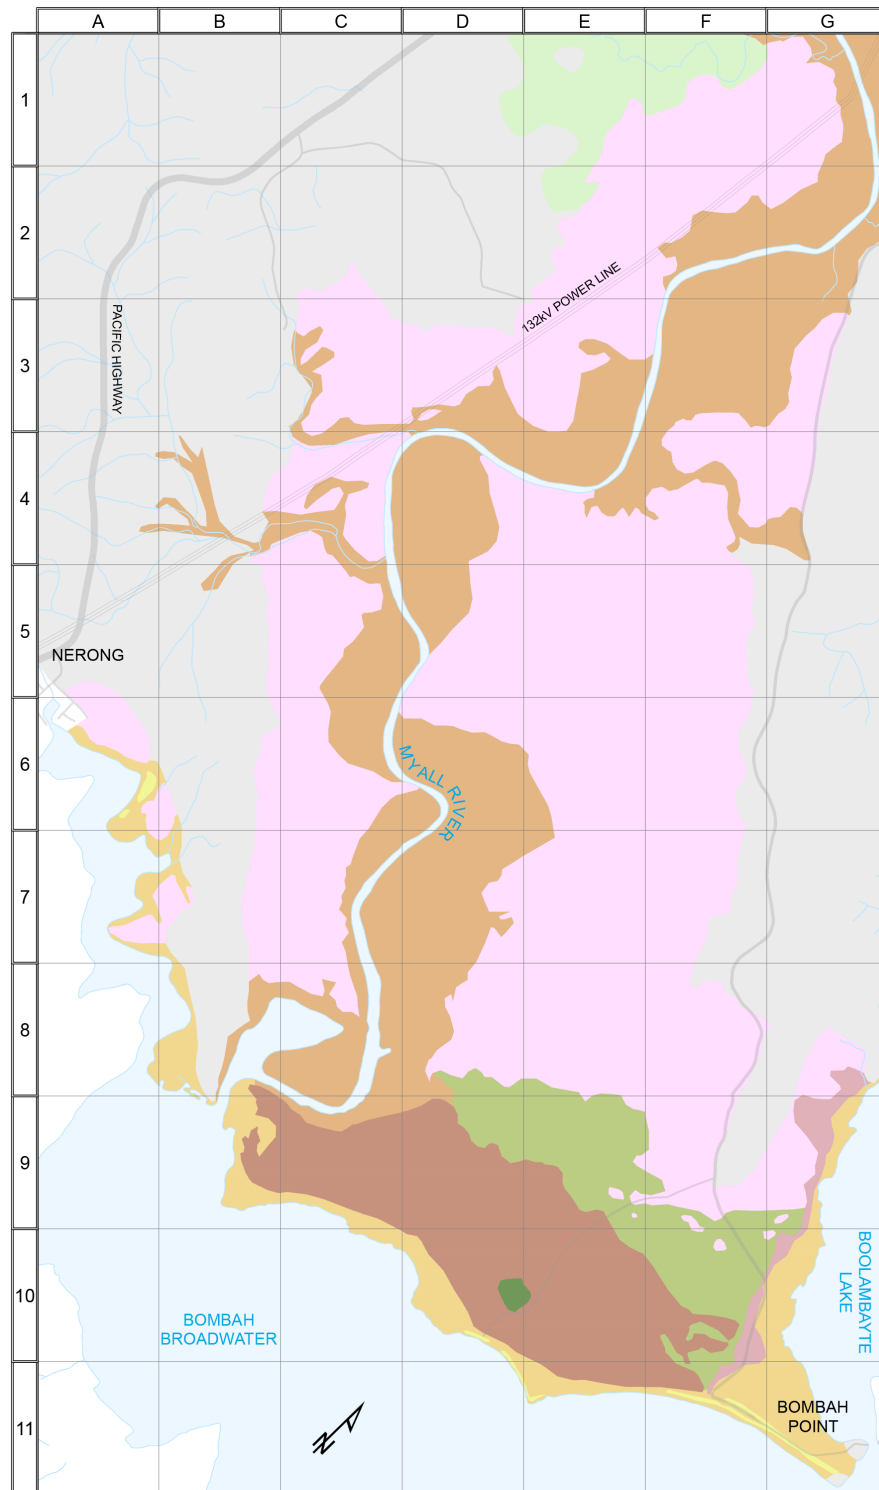 A B C D E F G
1
2
132kV POWER LINE
PACIFIC HIGHWAY
3
4
5
NERONG
6
MYALL RIVER
7
8
9
10
BOOLAMBAYTE
LAKE
BOMBAH
BROADWATER
BOMBAH
POINT
11
N